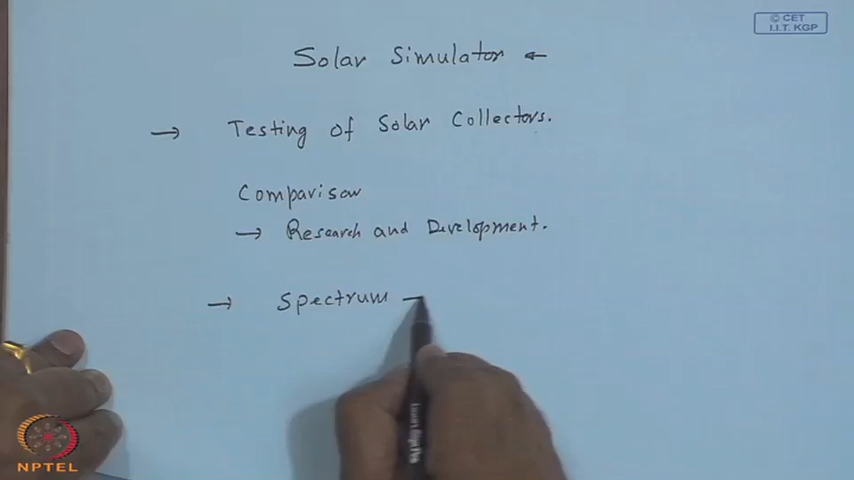 © CET
I.I.T. KGP
Solar Simulator ←
→ Testing of Solar Collectors.
Comparison
→ Research and Development.
→ Spectrum –
NPTEL